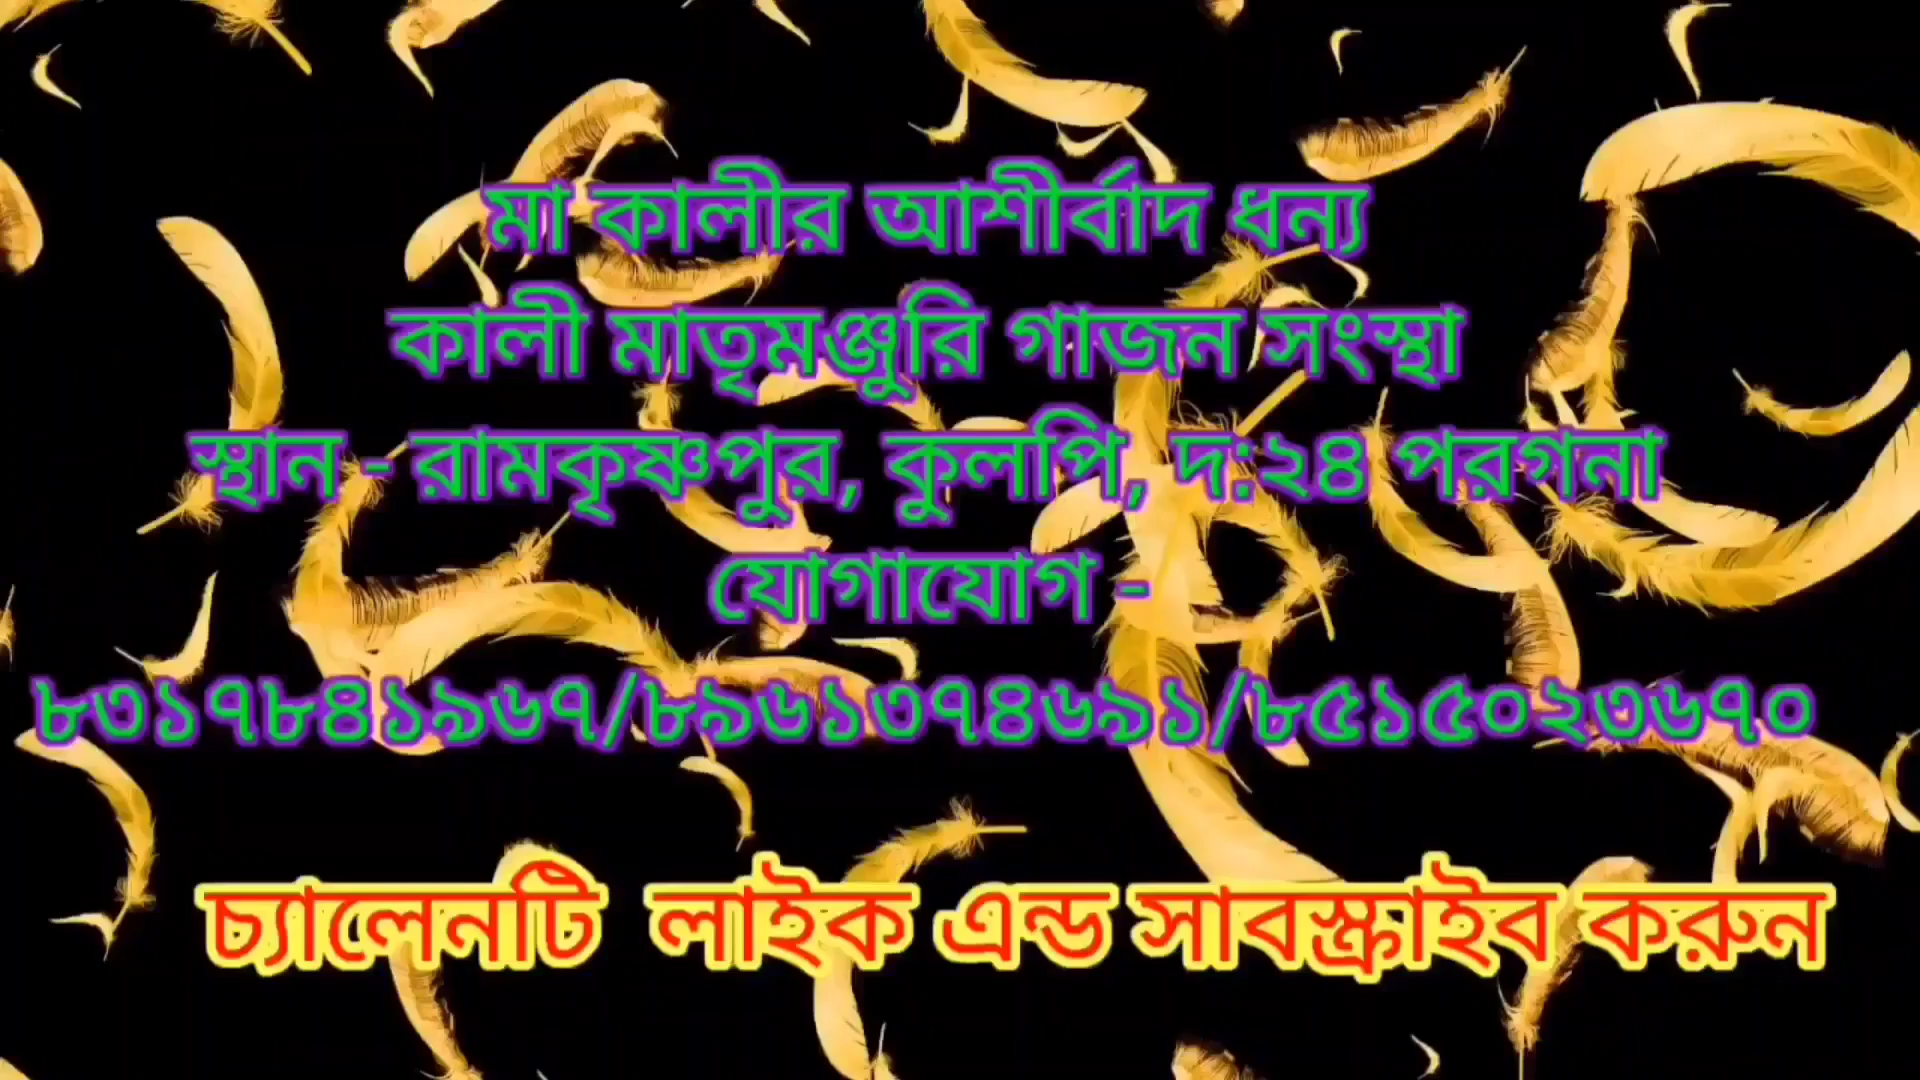 মা কালীর আশীর্বাদ ধন্য
কালী মাতৃমঞ্জুরি গাজন সংস্থা
স্থান - রামকৃষ্ণপুর, কুলপি, দ:২৪ পরগনা
যোগাযোগ -
৮৩১৭৮৪১৯৬৭/৮৯৬১৩৭৪৬৯১/৮৫১৫০২৩৬৭০
চ্যালেনটি লাইক এন্ড সাবস্ক্রাইব করুন